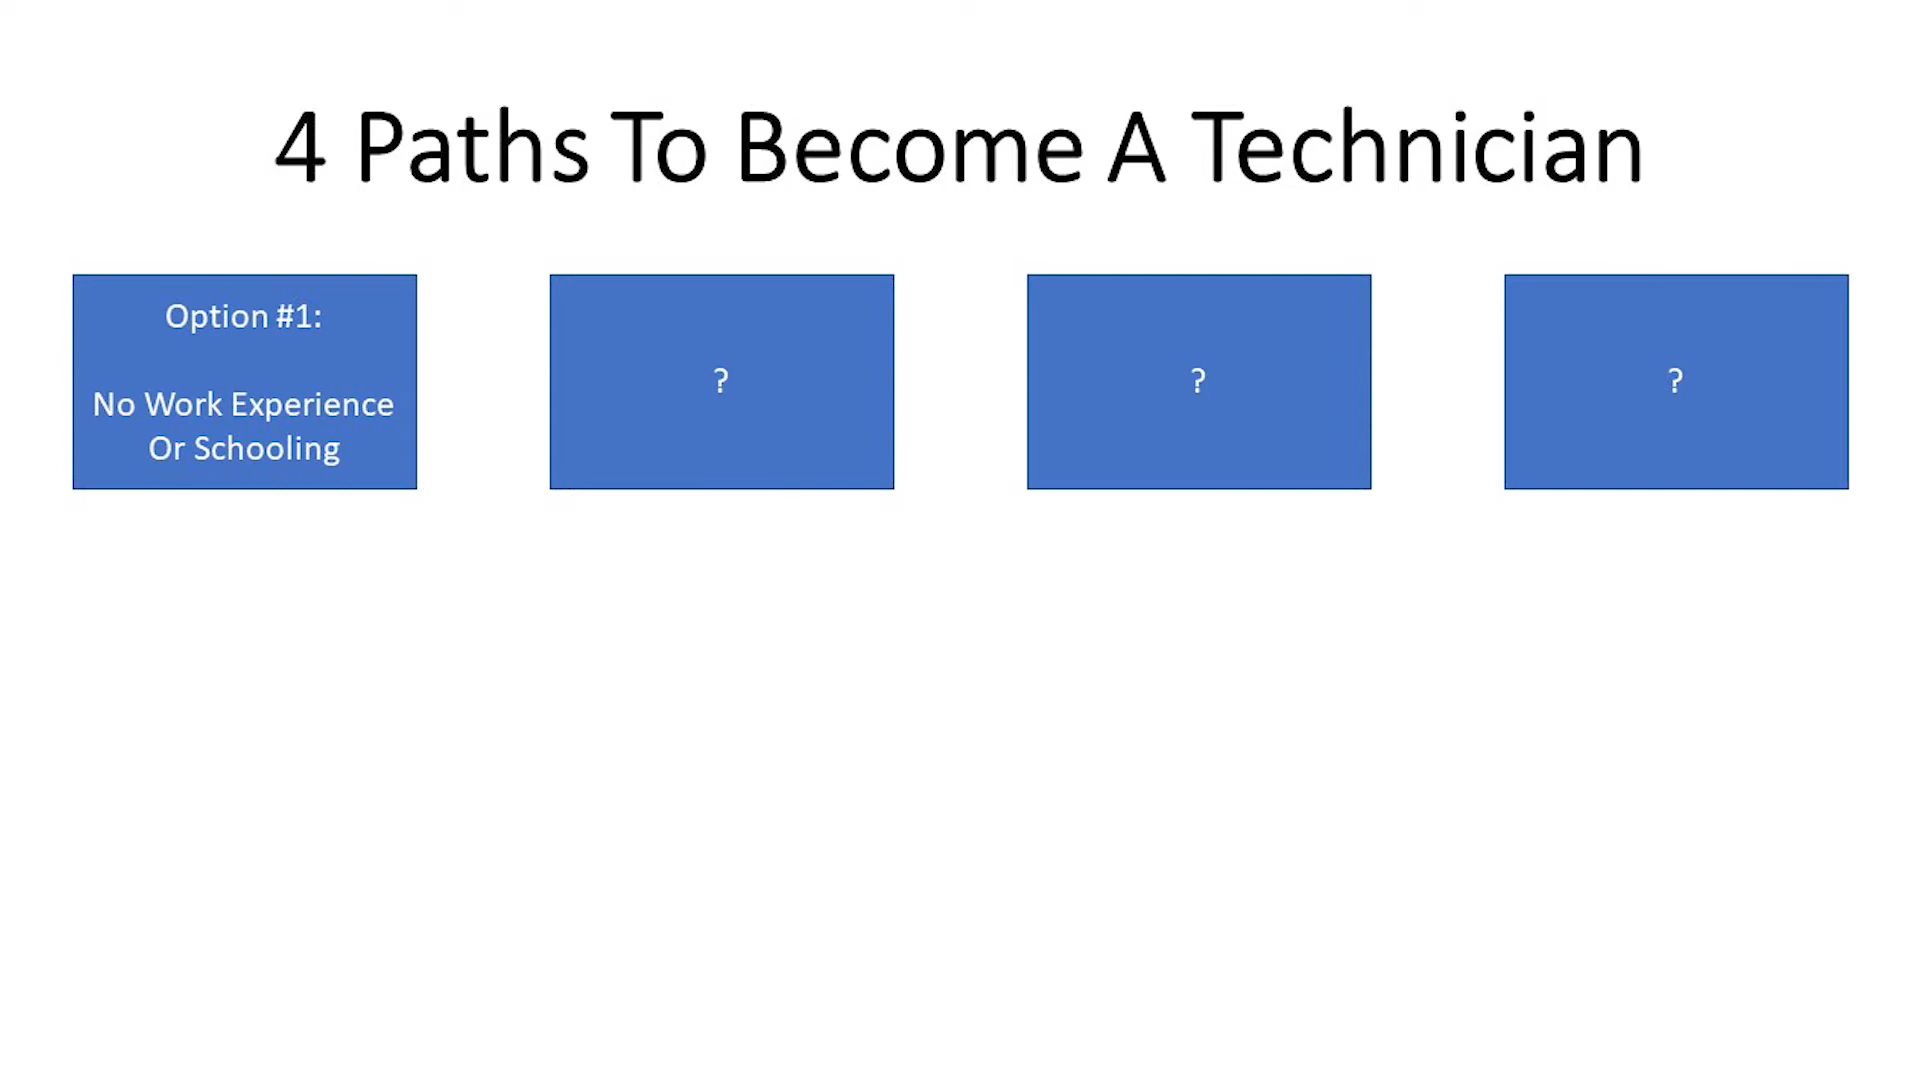 4 Paths To Become A Technician
Option #1:
No Work Experience
Or Schooling
?
?
?